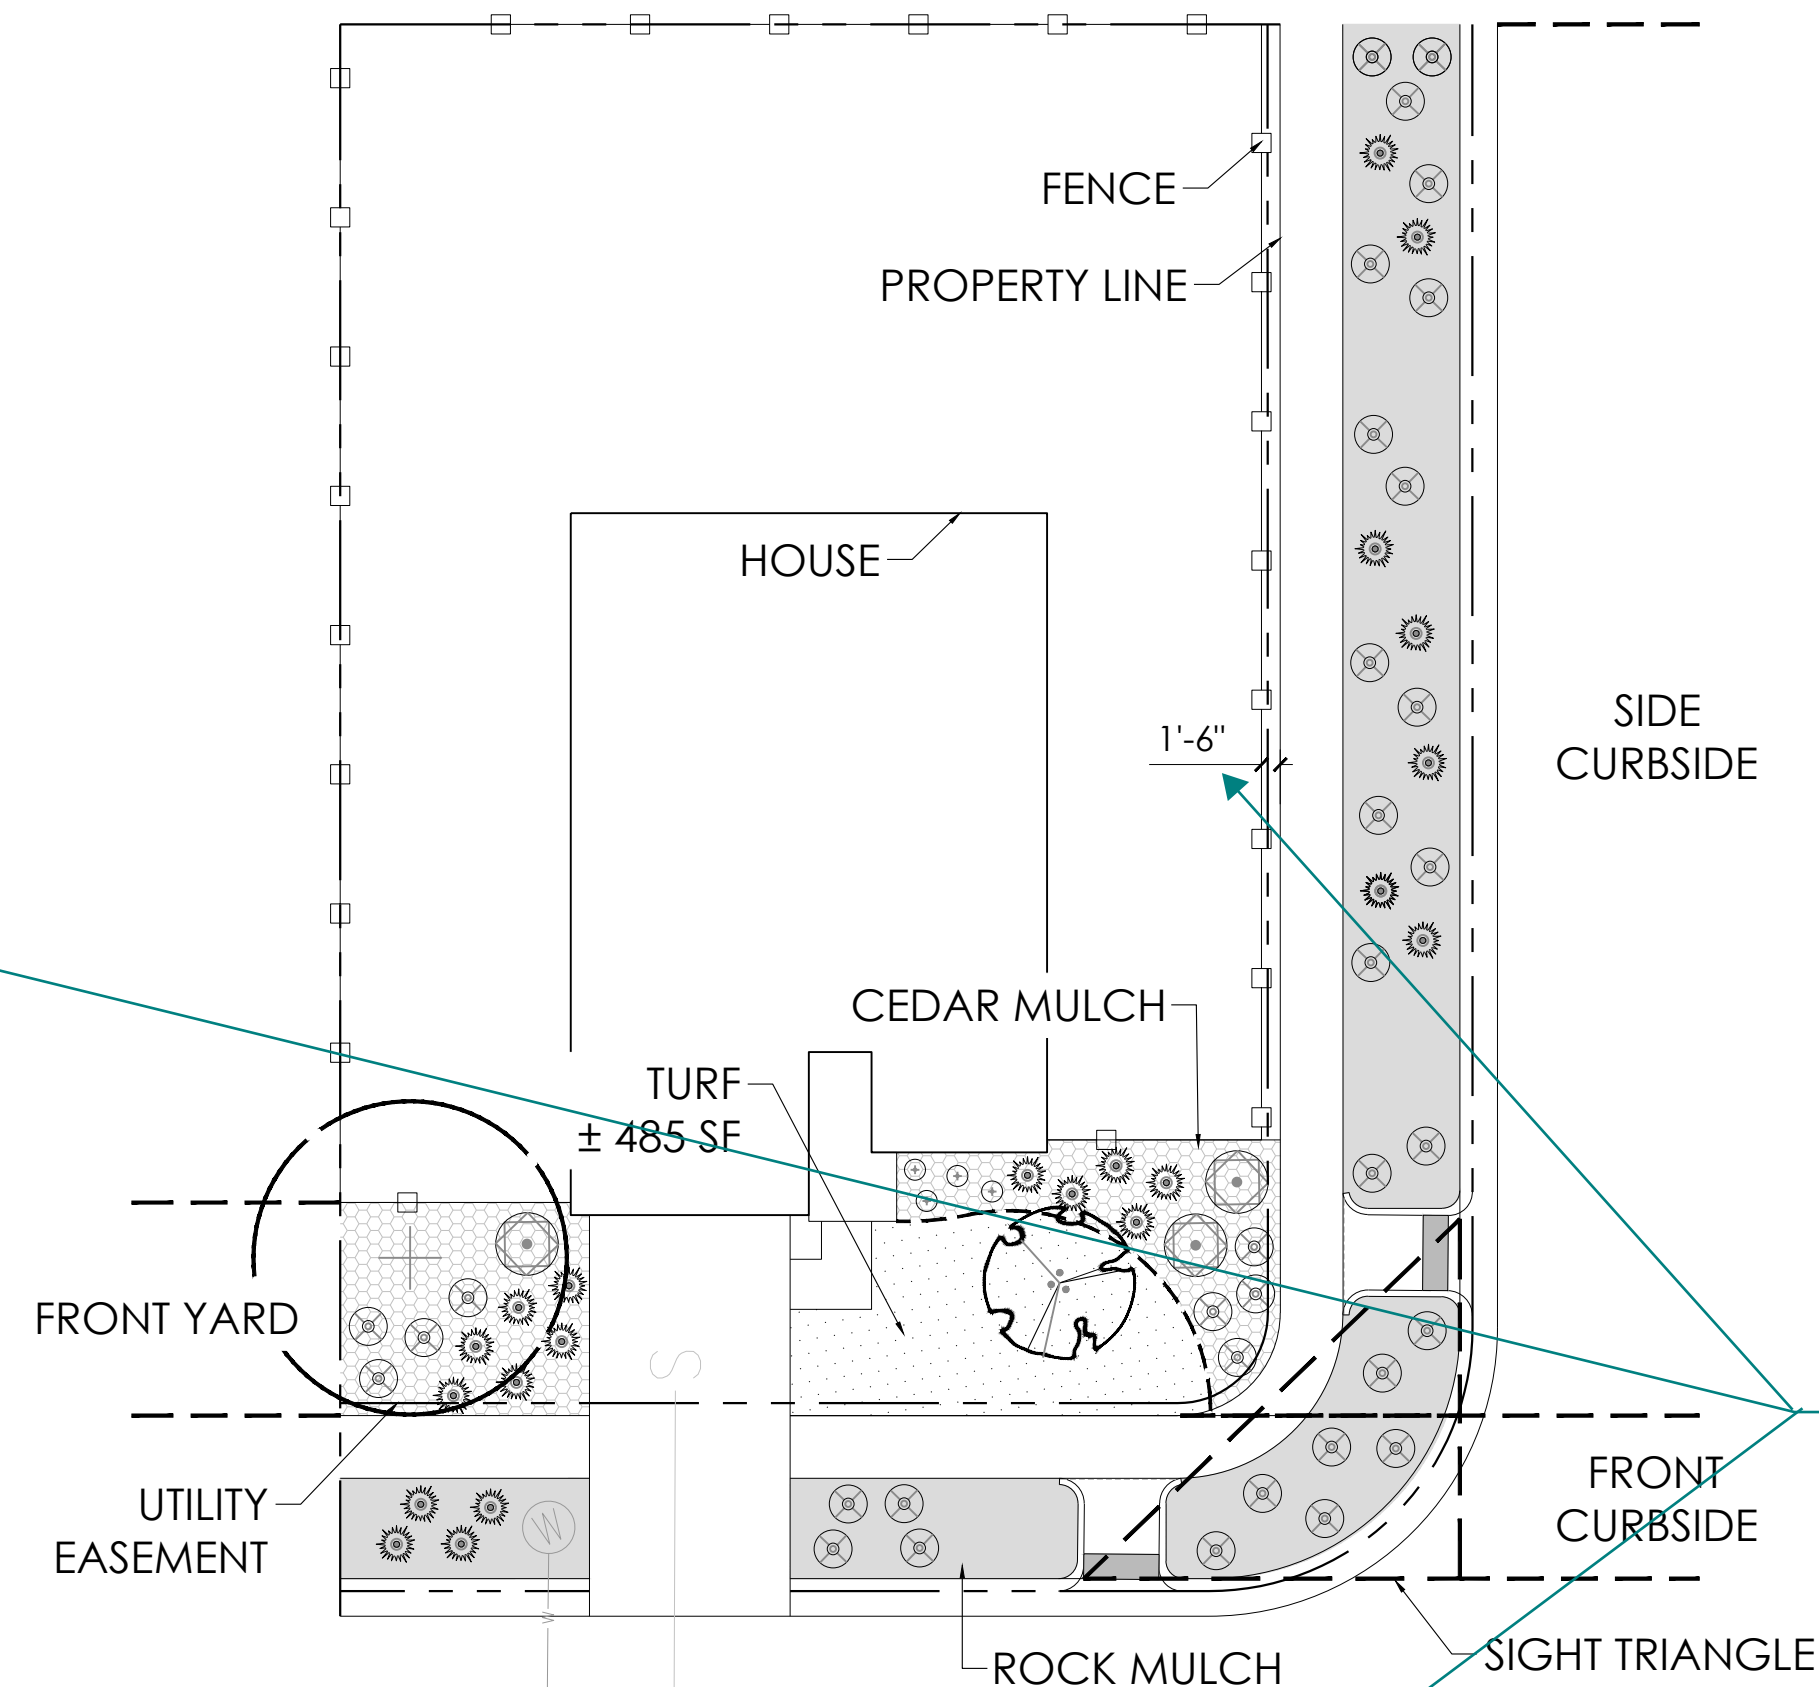 FENCE
PROPERTY LINE
HOUSE
1'-6"
SIDE
CURBSIDE
CEDAR MULCH
TURF
± 485 SF
FRONT YARD
S
UTILITY
EASEMENT
W
W
FRONT
CURBSIDE
ROCK MULCH
SIGHT TRIANGLE